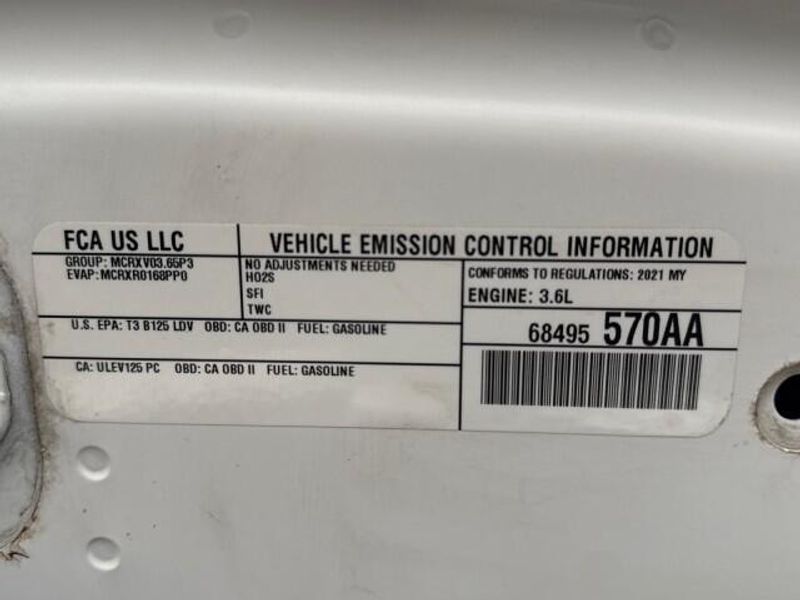 FCA US LLC
VEHICLE EMISSION CONTROL INFORMATION
GROUP: MCRXV03.65P3
EVAP: MCRXR0168PP0
NO ADJUSTMENTS NEEDED
HO2S
SFI
TWC
CONFORMS TO REGULATIONS: 2021 MY
ENGINE: 3.6L
U.S. EPA: T3 B125 LDV OBD: CA OBD II FUEL: GASOLINE
68495 570AA
CA: ULEV125 PC OBD: CA OBD II FUEL: GASOLINE